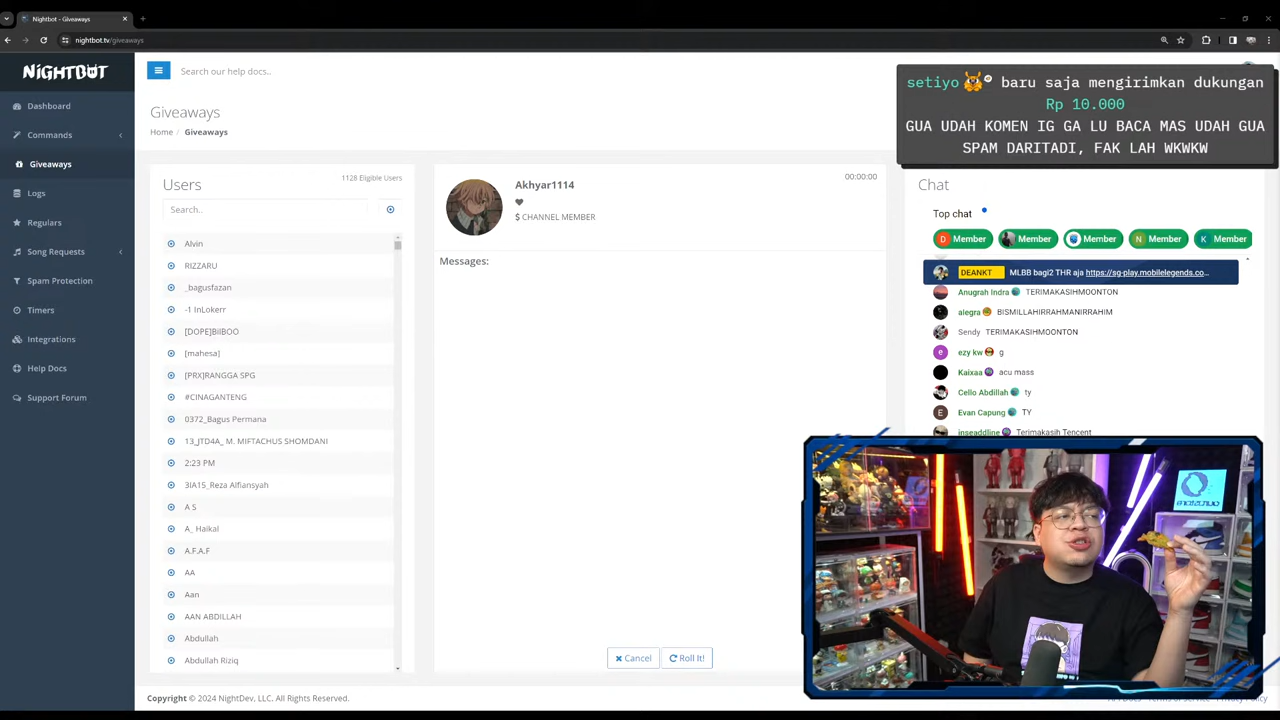 Nightbot - Giveaways
nightbot.tv/giveaways
NIGHTBOT
Search our help docs..
Dashboard
Commands
Giveaways
Logs
Regulars
Song Requests
Spam Protection
Timers
Integrations
Help Docs
Support Forum
Giveaways
Home / Giveaways
Users
1128 Eligible Users
Search..
Alvin
RIZZARU
_bagusfazan
-1 InLokerr
[DOPE]BIIBOO
[mahesa]
[PRX]RANGGA SPG
#CINAGANTENG
0372_Bagus Permana
13_JTD4A_ M. MIFTACHUS SHOMDANI
2:23 PM
3IA15_Reza Alfiansyah
A S
A_ Haikal
A.F.A.F
AA
Aan
AAN ABDILLAH
Abdullah
Abdullah Riziq
Akhyar1114
$ CHANNEL MEMBER
00:00:00
Messages:
Cancel
Roll It!
setiyo baru saja mengirimkan dukungan
Rp 10.000
GUA UDAH KOMEN IG GA LU BACA MAS UDAH GUA
SPAM DARITADI, FAK LAH WKWKW
Chat
Top chat
D Member
Member
Member
N Member
K Member
DEANKT MLBB bagi2 THR aja https://sg-play.mobilelegends.co...
Anugrah Indra TERIMAKASIHMOONTON
alegra BISMILLAHIRRAHMANIRRAHIM
Sendy TERIMAKASIHMOONTON
e ezy kw g
Kaixaa acu mass
Cello Abdillah ty
E Evan Capung TY
inseaddline Terimakasih Tencent
Copyright © 2024 NightDev, LLC. All Rights Reserved.